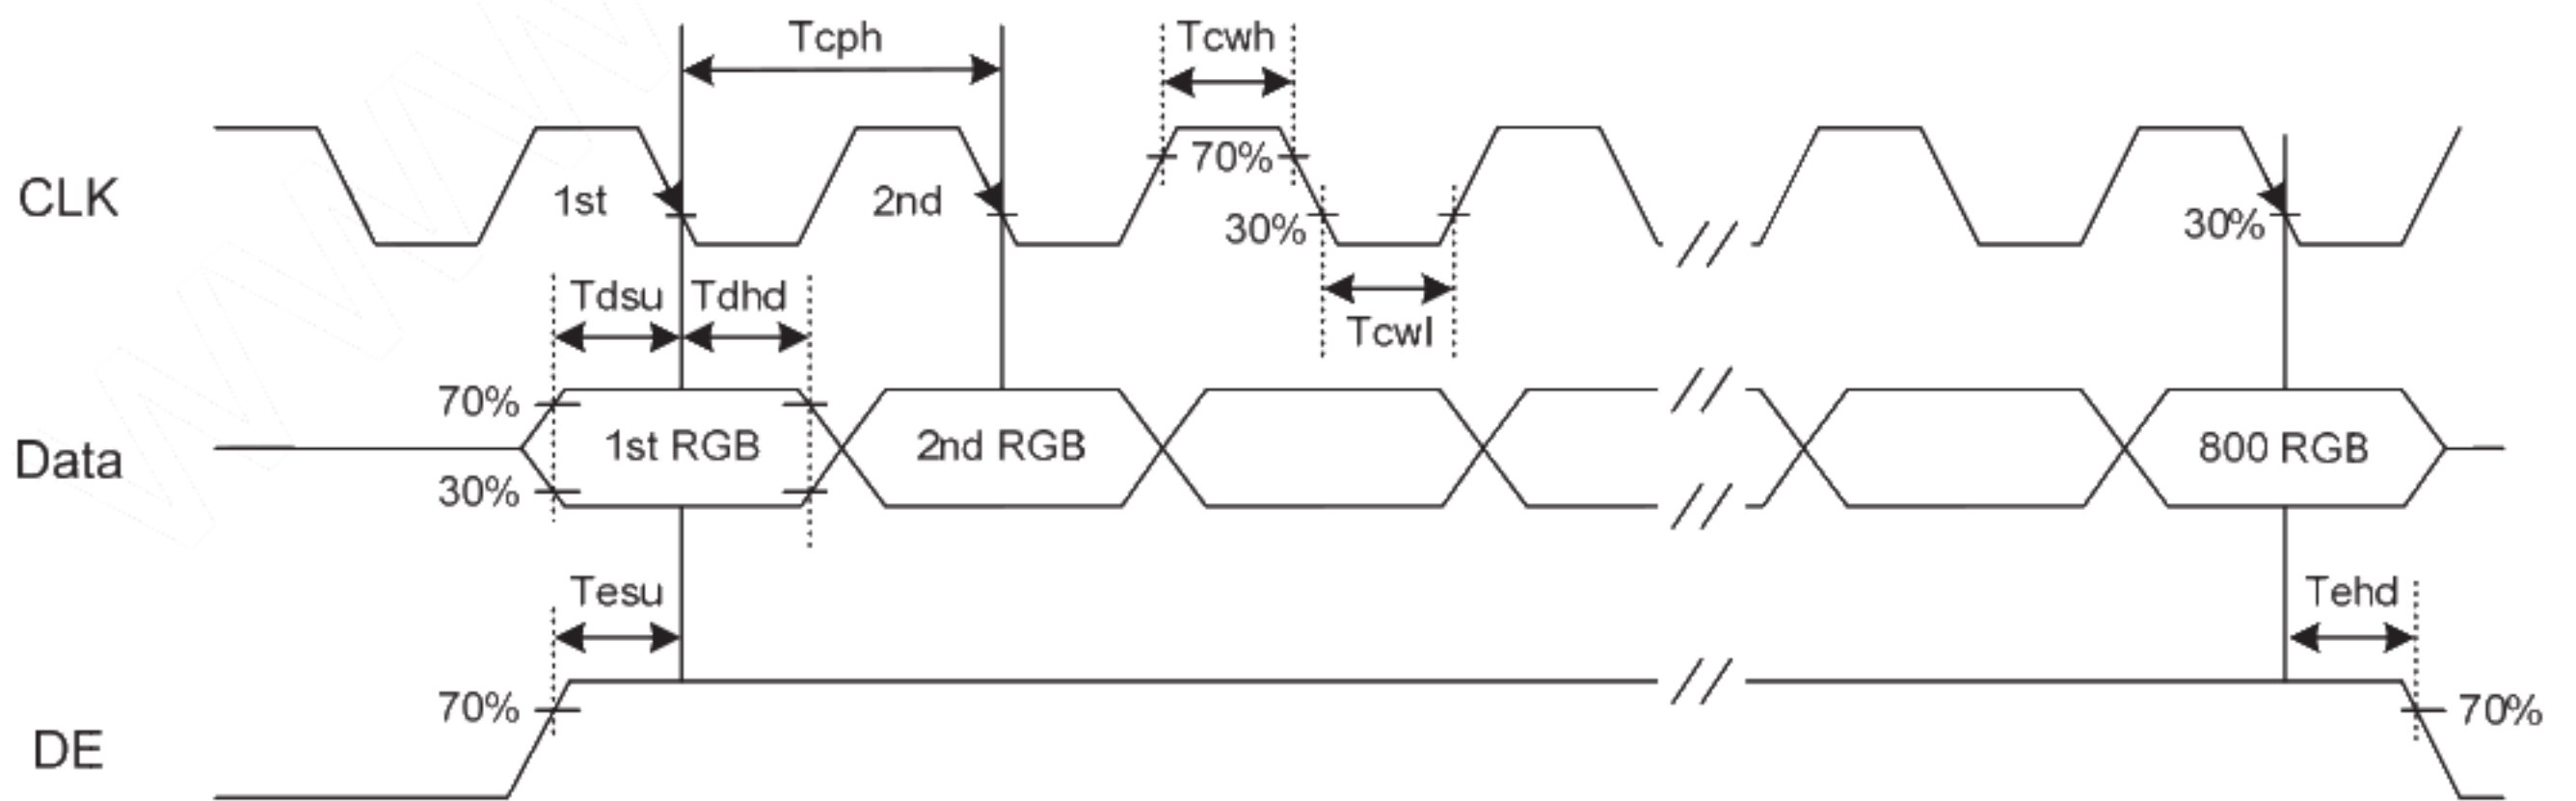 Tcph
Tcwh
CLK
1st
2nd
70%
30%
30%
Tdsu
Tdhd
Tcwl
70%
Data
1st RGB
2nd RGB
800 RGB
30%
Tesu
Tehd
70%
70%
DE